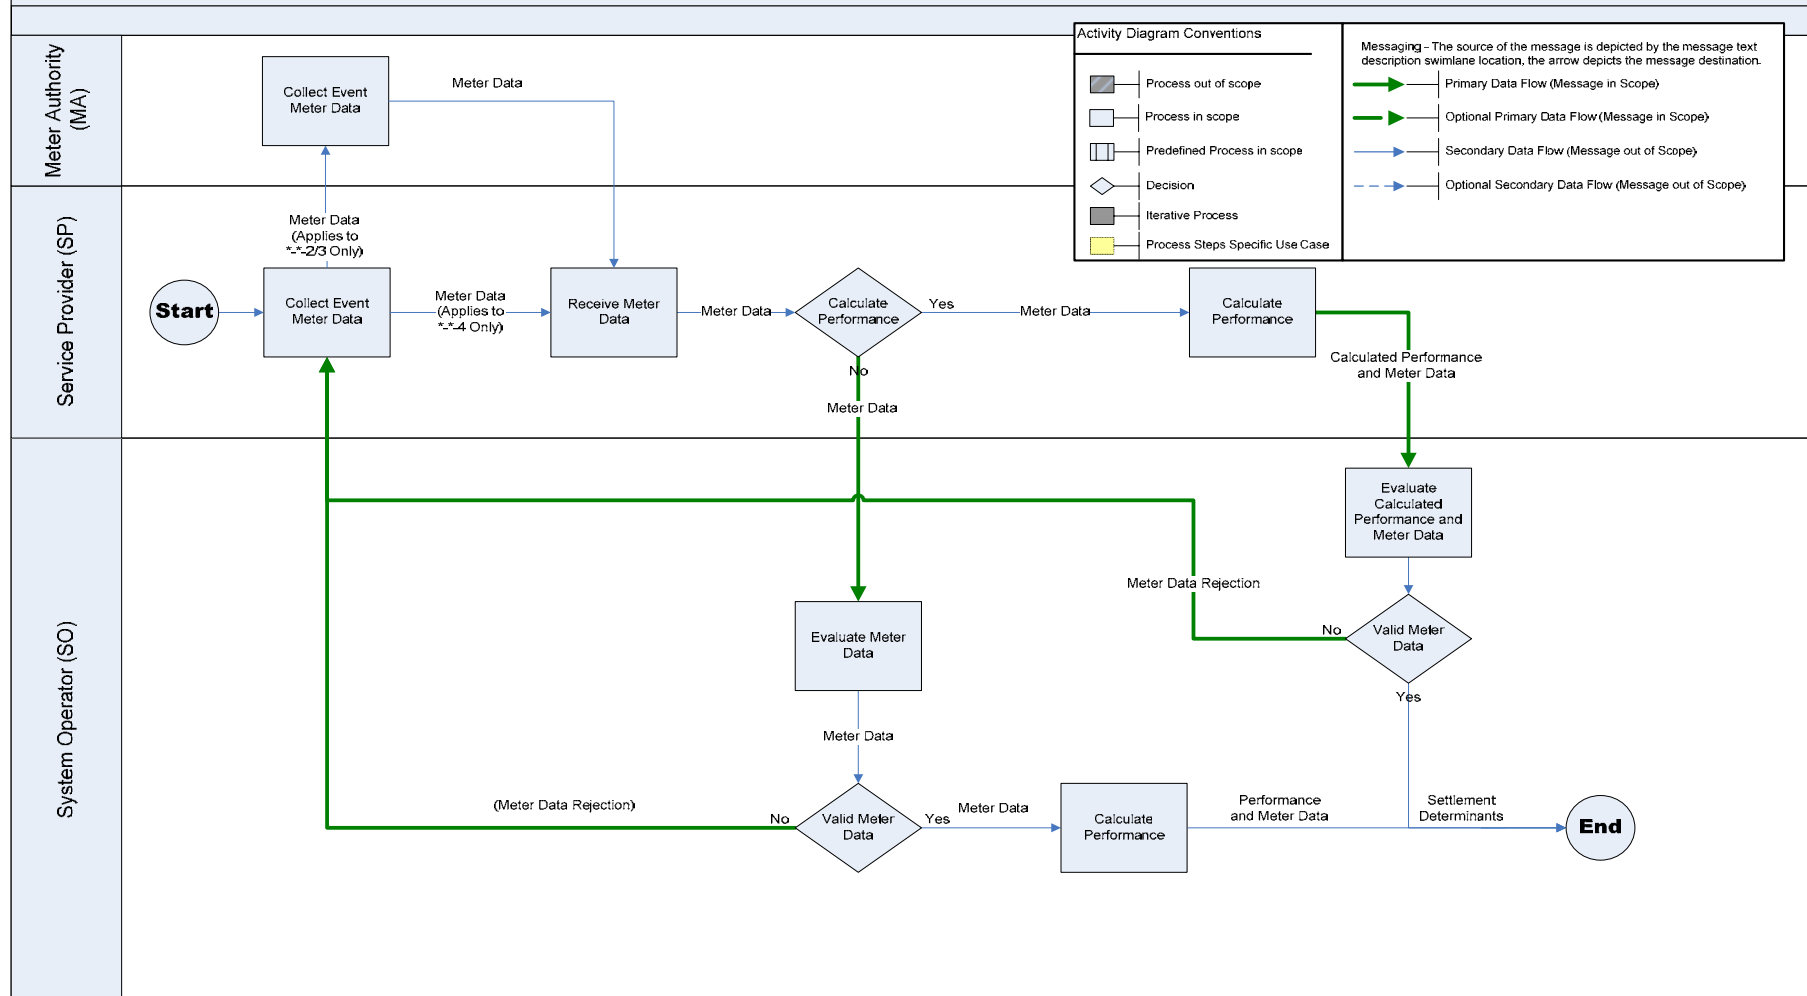 Activity Diagram Conventions
Process out of scope
Process in scope
Predefined Process in scope
Decision
Iterative Process
Process Steps Specific Use Case
Messaging - The source of the message is depicted by the message text
description swimlane location, the arrow depicts the message destination.
Primary Data Flow (Message in Scope)
Optional Primary Data Flow (Message in Scope)
Secondary Data Flow (Message out of Scope)
Optional Secondary Data Flow (Message out of Scope)
Meter Authority
(MA)
Collect Event
Meter Data
Meter Data
Service Provider (SP)
Meter Data
(Applies to
*-*-2/3 Only)
Start
Collect Event
Meter Data
Meter Data
(Applies to
*-*-4 Only)
Receive Meter
Data
Meter Data
Calculate
Performance
Yes
Meter Data
Calculate
Performance
No
Meter Data
Calculated Performance
and Meter Data
System Operator (SO)
Evaluate
Calculated
Performance and
Meter Data
Meter Data Rejection
No
Valid Meter
Data
Yes
Evaluate Meter
Data
Meter Data
(Meter Data Rejection)
No
Valid Meter
Data
Yes
Meter Data
Calculate
Performance
Performance
and Meter Data
Settlement
Determinants
End